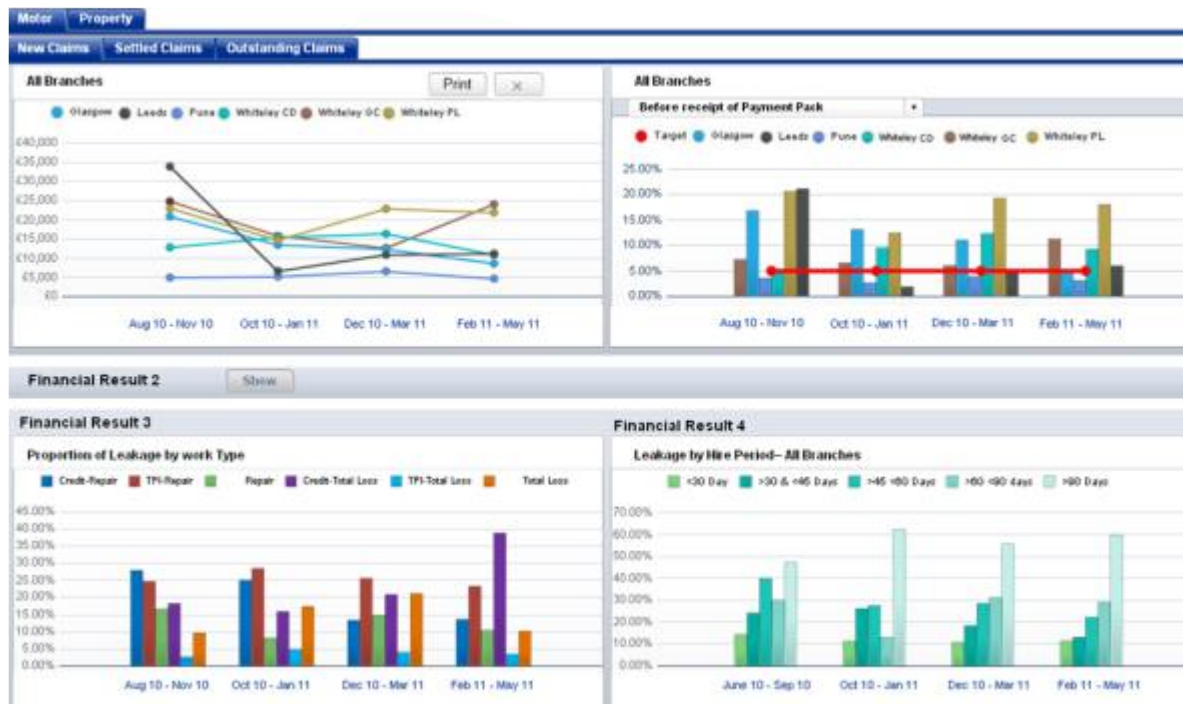 Motor Property
New Claims Settled Claims Outstanding Claims
All Branches
Print ×
Glasgow Leeds Pune Whiteley CD Whiteley GC Whiteley PL
£40,000
£35,000
£30,000
£25,000
£20,000
£15,000
£10,000
£5,000
£0
Aug 10 - Nov 10 Oct 10 - Jan 11 Dec 10 - Mar 11 Feb 11 - May 11
All Branches
Before receipt of Payment Pack
Target Glasgow Leeds Pune Whiteley CD Whiteley GC Whiteley PL
25.00%
20.00%
15.00%
10.00%
5.00%
0.00%
Aug 10 - Nov 10 Oct 10 - Jan 11 Dec 10 - Mar 11 Feb 11 - May 11
Financial Result 2 Show
Financial Result 3
Proportion of Leakage by work Type
Credit-Repair TPI-Repair Repair Credit-Total Loss TPI-Total Loss Total Loss
45.00%
40.00%
35.00%
30.00%
25.00%
20.00%
15.00%
10.00%
5.00%
0.00%
Aug 10 - Nov 10 Oct 10 - Jan 11 Dec 10 - Mar 11 Feb 11 - May 11
Financial Result 4
Leakage by Hire Period– All Branches
<30 Day >30 & <45 Days >45 <60 Days >60 <90 days >90 Days
70.00%
60.00%
50.00%
40.00%
30.00%
20.00%
10.00%
0.00%
June 10 - Sep 10 Oct 10 - Jan 11 Dec 10 - Mar 11 Feb 11 - May 11